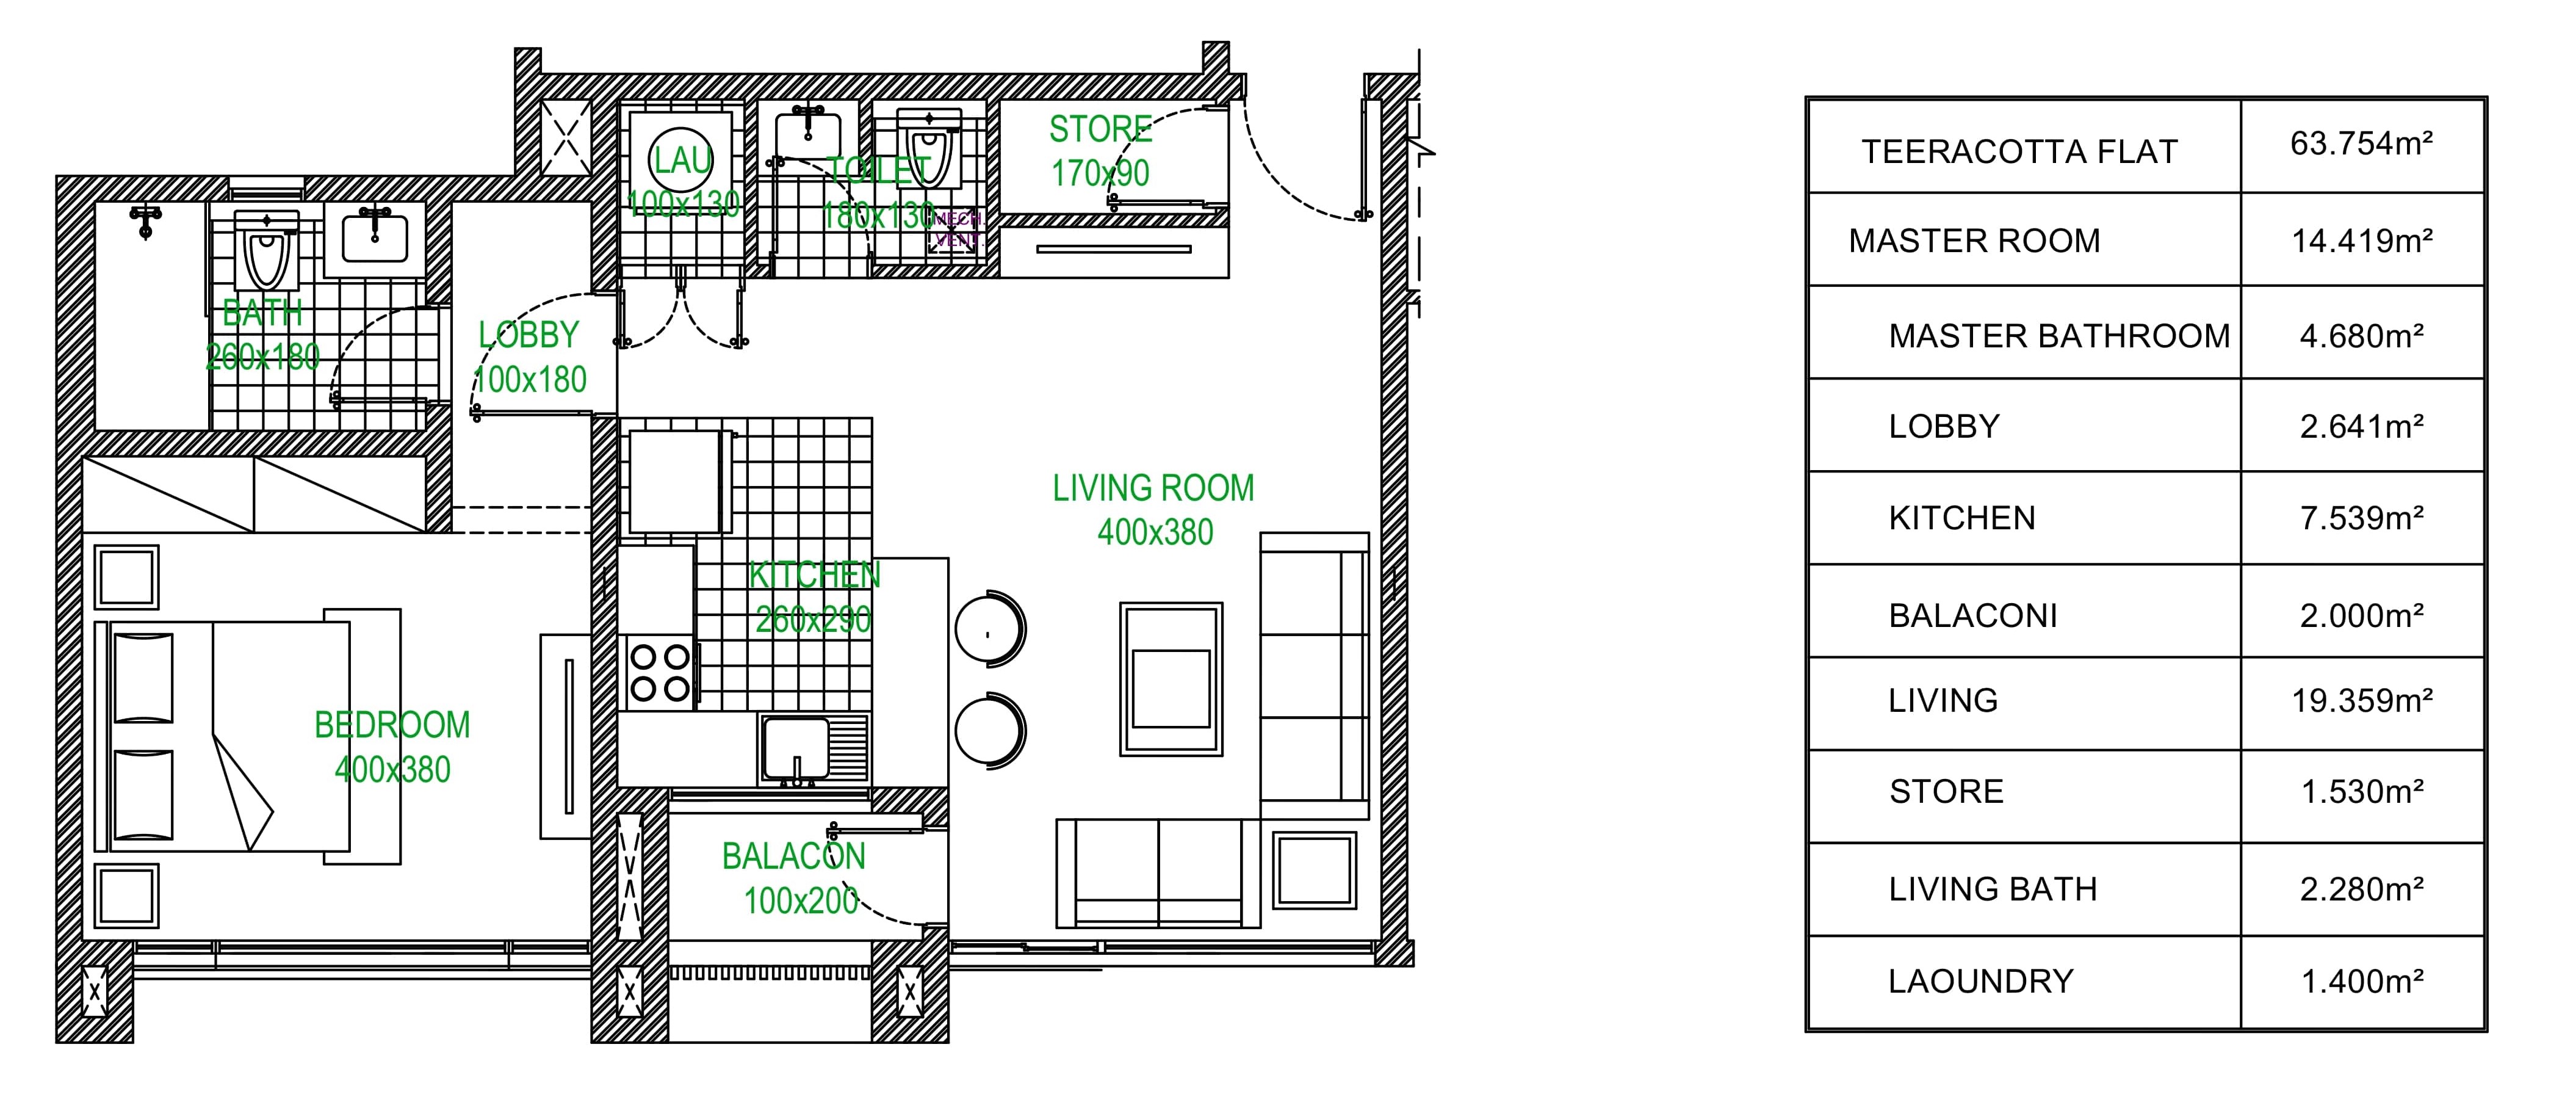 STORE
170x90
LAU
100x130
TOILET
180x130
MECH.
VENT.
BATH
260x180
LOBBY
100x180
LIVING ROOM
400x380
KITCHEN
260x290
BEDROOM
400x380
BALACON
100x200
TEERACOTTA FLAT 63.754m²
MASTER ROOM 14.419m²
MASTER BATHROOM 4.680m²
LOBBY 2.641m²
KITCHEN 7.539m²
BALACONI 2.000m²
LIVING 19.359m²
STORE 1.530m²
LIVING BATH 2.280m²
LAOUNDRY 1.400m²